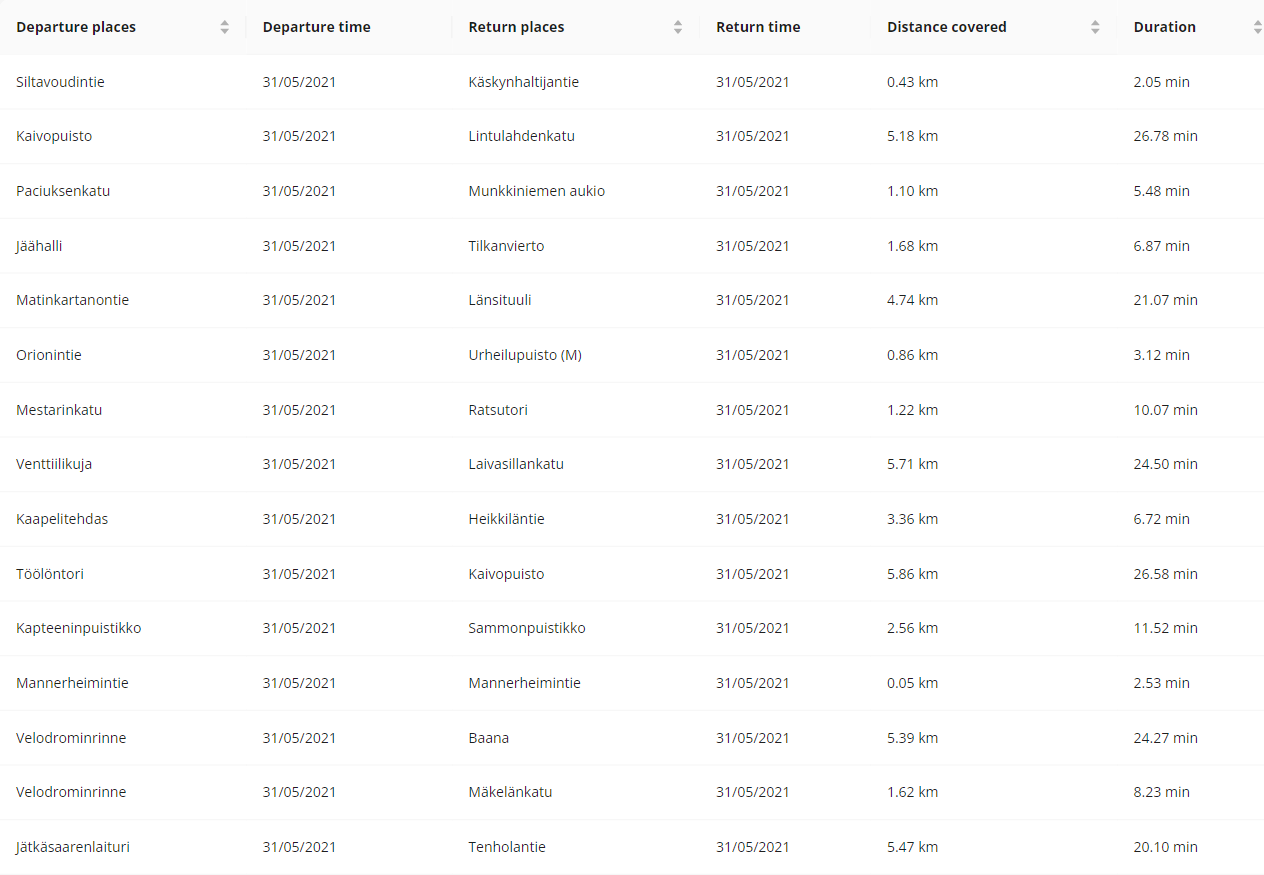 Departure places Departure time Return places Return time Distance covered Duration
Siltavoudintie 31/05/2021 Käskynhaltijantie 31/05/2021 0.43 km 2.05 min
Kaivopuisto 31/05/2021 Lintulahdenkatu 31/05/2021 5.18 km 26.78 min
Paciuksenkatu 31/05/2021 Munkkiniemen aukio 31/05/2021 1.10 km 5.48 min
Jäähalli 31/05/2021 Tilkanvierto 31/05/2021 1.68 km 6.87 min
Matinkartanontie 31/05/2021 Länsituuli 31/05/2021 4.74 km 21.07 min
Orionintie 31/05/2021 Urheilupuisto (M) 31/05/2021 0.86 km 3.12 min
Mestarinkatu 31/05/2021 Ratsutori 31/05/2021 1.22 km 10.07 min
Venttiilikuja 31/05/2021 Laivasillankatu 31/05/2021 5.71 km 24.50 min
Kaapelitehdas 31/05/2021 Heikkiläntie 31/05/2021 3.36 km 6.72 min
Töölöntori 31/05/2021 Kaivopuisto 31/05/2021 5.86 km 26.58 min
Kapteeninpuistikko 31/05/2021 Sammonpuistikko 31/05/2021 2.56 km 11.52 min
Mannerheimintie 31/05/2021 Mannerheimintie 31/05/2021 0.05 km 2.53 min
Velodrominrinne 31/05/2021 Baana 31/05/2021 5.39 km 24.27 min
Velodrominrinne 31/05/2021 Mäkelänkatu 31/05/2021 1.62 km 8.23 min
Jätkäsaarenlaituri 31/05/2021 Tenholantie 31/05/2021 5.47 km 20.10 min